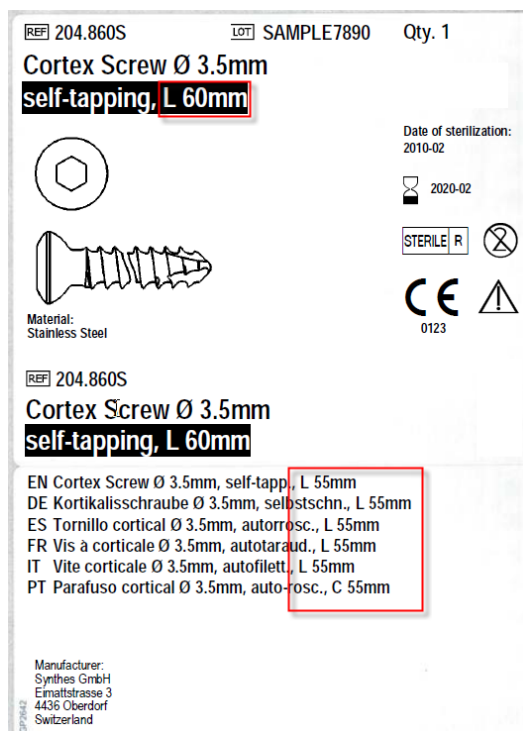 REF 204.860S LOT SAMPLE7890 Qty. 1
Cortex Screw Ø 3.5mm
self-tapping, L 60mm
Date of sterilization:
2010-02
2020-02
STERILE R
2
CE
0123
Material:
Stainless Steel
REF 204.860S
Cortex Screw Ø 3.5mm
self-tapping, L 60mm
EN Cortex Screw Ø 3.5mm, self-tapp., L 55mm
DE Kortikalisschraube Ø 3.5mm, selbstschn., L 55mm
ES Tornillo cortical Ø 3.5mm, autorrosc., L 55mm
FR Vis à corticale Ø 3.5mm, autotaraud., L 55mm
IT Vite corticale Ø 3.5mm, autofilett., L 55mm
PT Parafuso cortical Ø 3.5mm, auto-rosc., C 55mm
Manufacturer:
Synthes GmbH
Eimattstrasse 3
4436 Oberdorf
Switzerland
GP2642